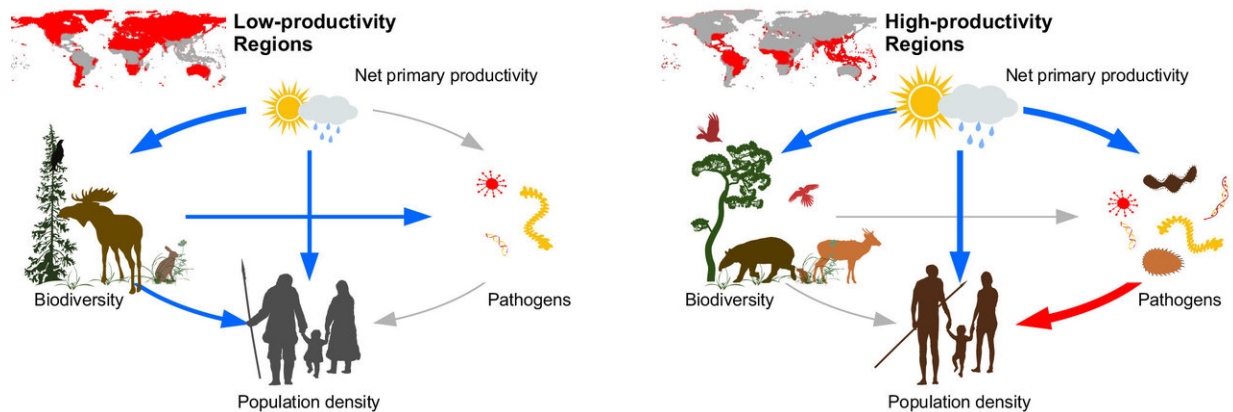 Low-productivity
Regions
Net primary productivity
Biodiversity
Pathogens
Population density
High-productivity
Regions
Net primary productivity
Biodiversity
Pathogens
Population density